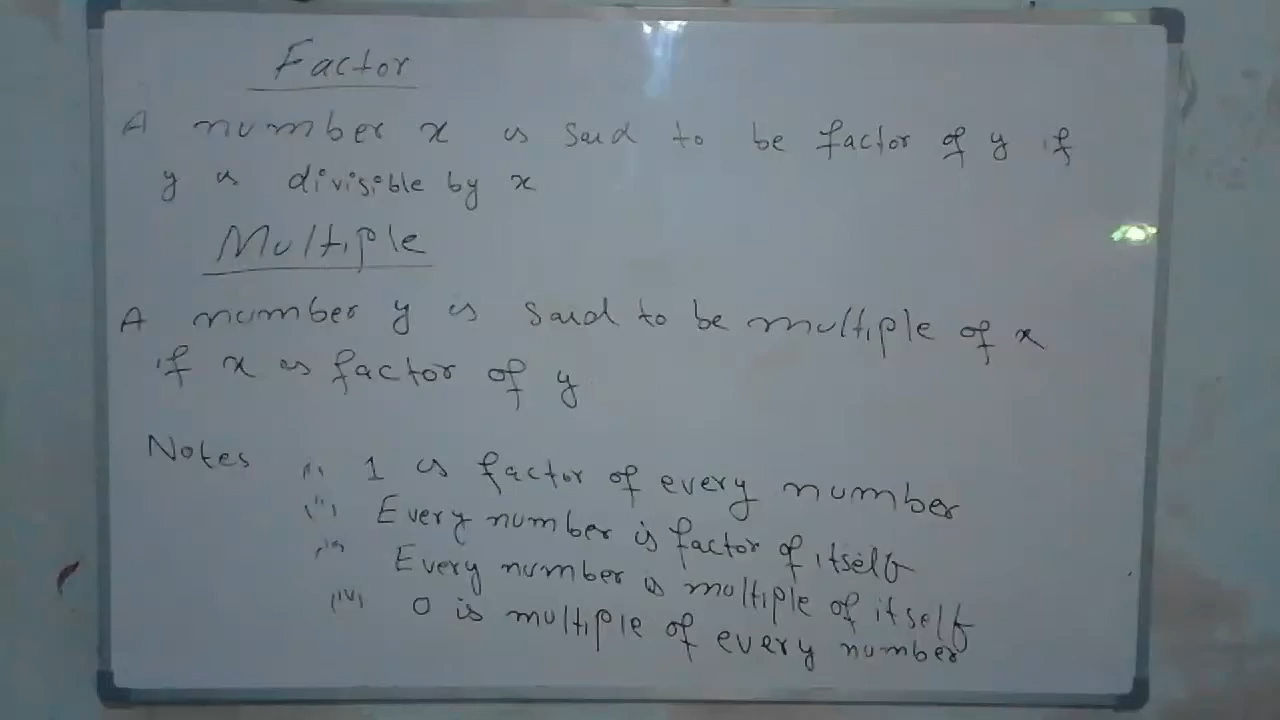 Factor
A number x is said to be factor of y if
y is divisible by x
Multiple
A number y is said to be multiple of x
if x is factor of y
Notes (i) 1 is factor of every number
(ii) Every number is factor of itself
(iii) Every number is multiple of itself
(iv) 0 is multiple of every number